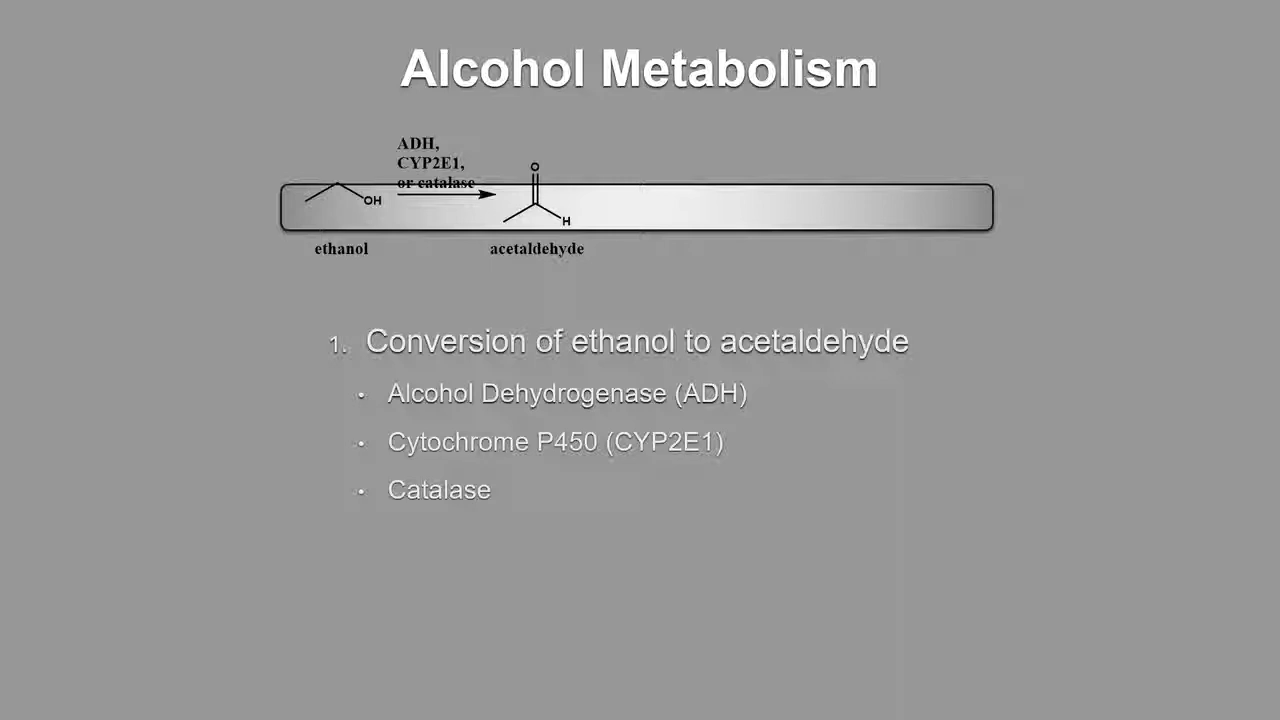 Alcohol Metabolism
ADH,
CYP2E1,
or catalase
O
OH
H
ethanol
acetaldehyde
1. Conversion of ethanol to acetaldehyde
• Alcohol Dehydrogenase (ADH)
• Cytochrome P450 (CYP2E1)
• Catalase